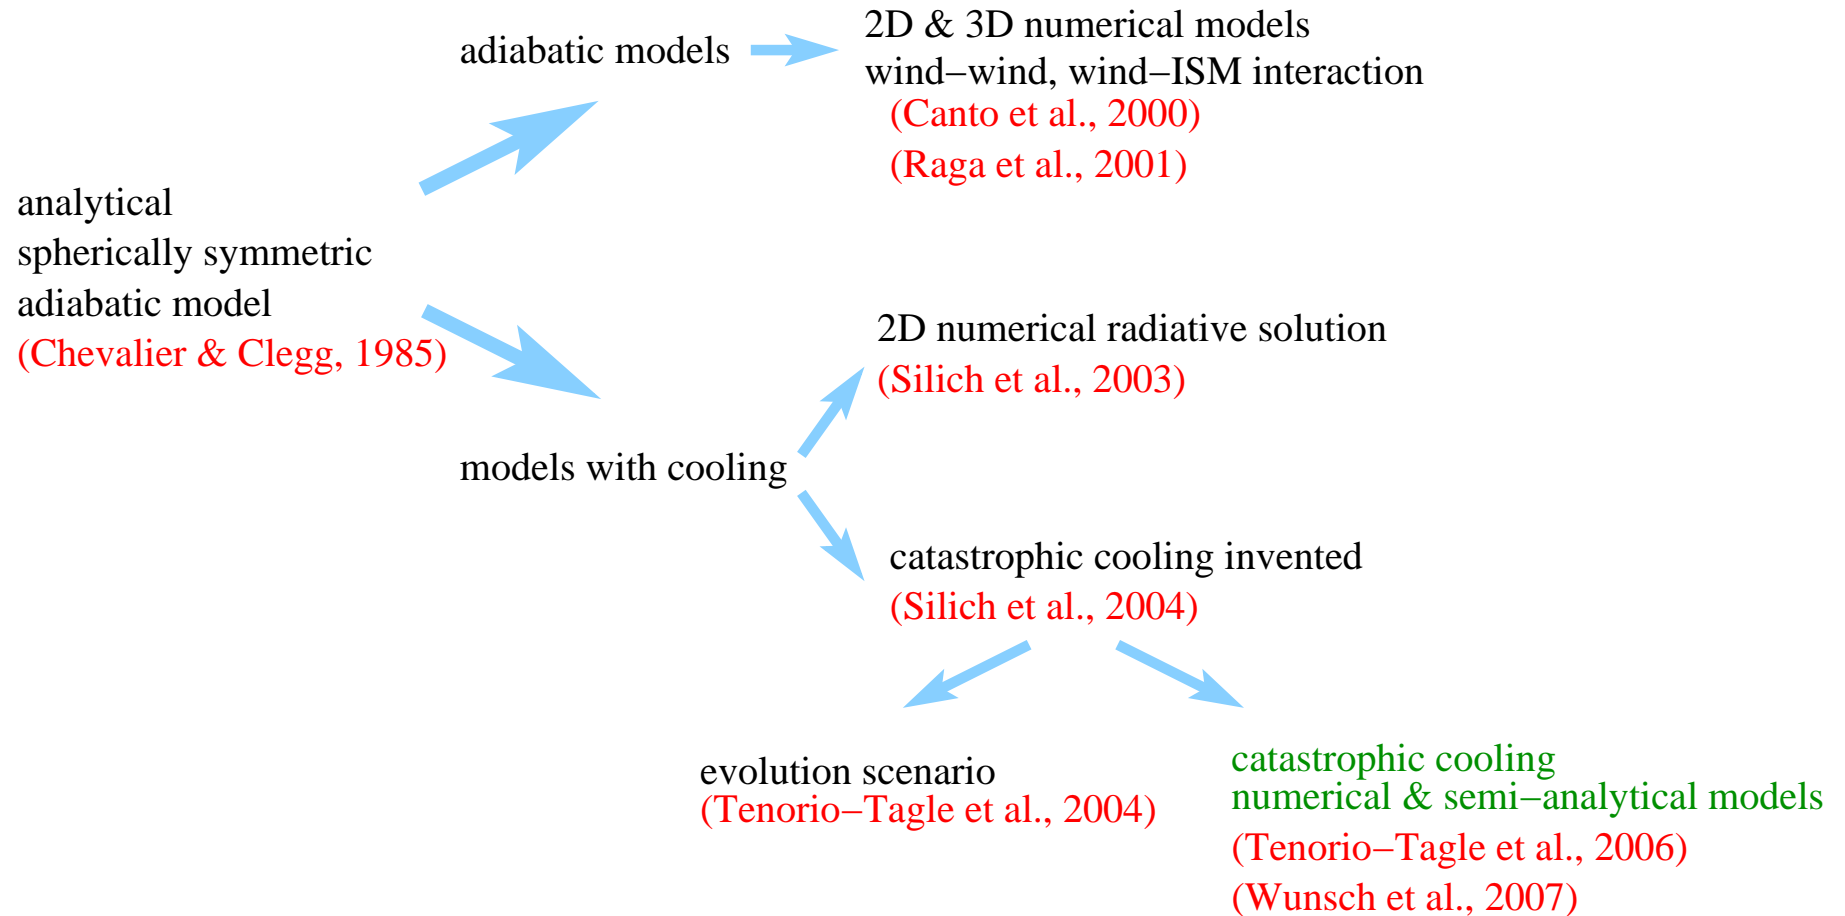 adiabatic models
2D & 3D numerical models
wind−wind, wind−ISM interaction
(Canto et al., 2000)
(Raga et al., 2001)
analytical
spherically symmetric
adiabatic model
(Chevalier & Clegg, 1985)
2D numerical radiative solution
(Silich et al., 2003)
models with cooling
catastrophic cooling invented
(Silich et al., 2004)
evolution scenario
(Tenorio−Tagle et al., 2004)
catastrophic cooling
numerical & semi−analytical models
(Tenorio−Tagle et al., 2006)
(Wunsch et al., 2007)